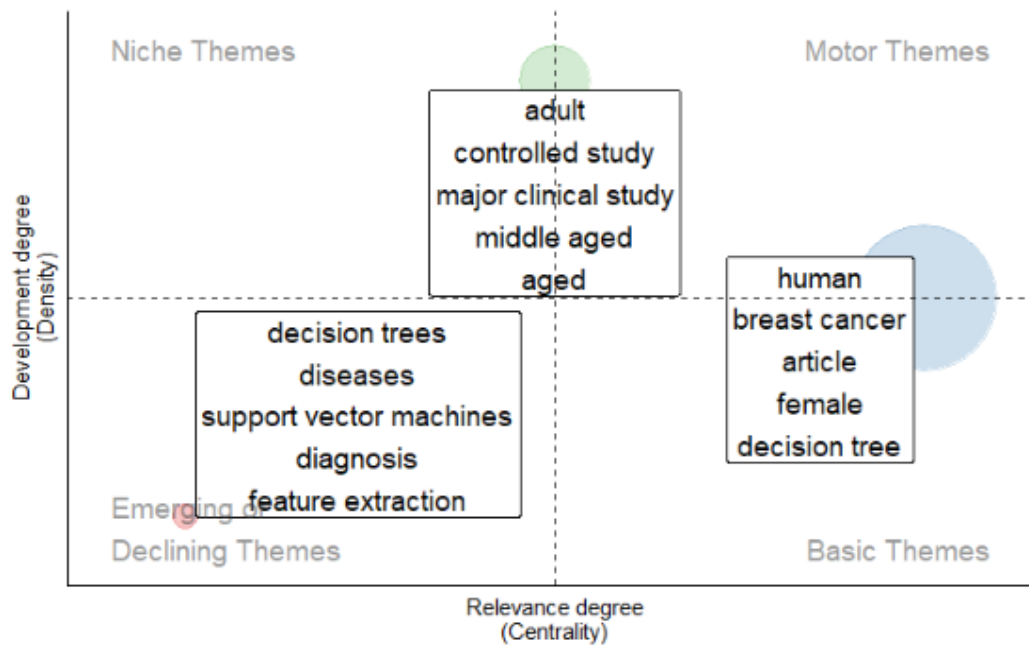 Niche Themes
Motor Themes
adult
controlled study
major clinical study
middle aged
aged
human
breast cancer
article
female
decision tree
decision trees
diseases
support vector machines
diagnosis
feature extraction
Emerging or
Declining Themes
Basic Themes
Development degree
(Density)
Relevance degree
(Centrality)